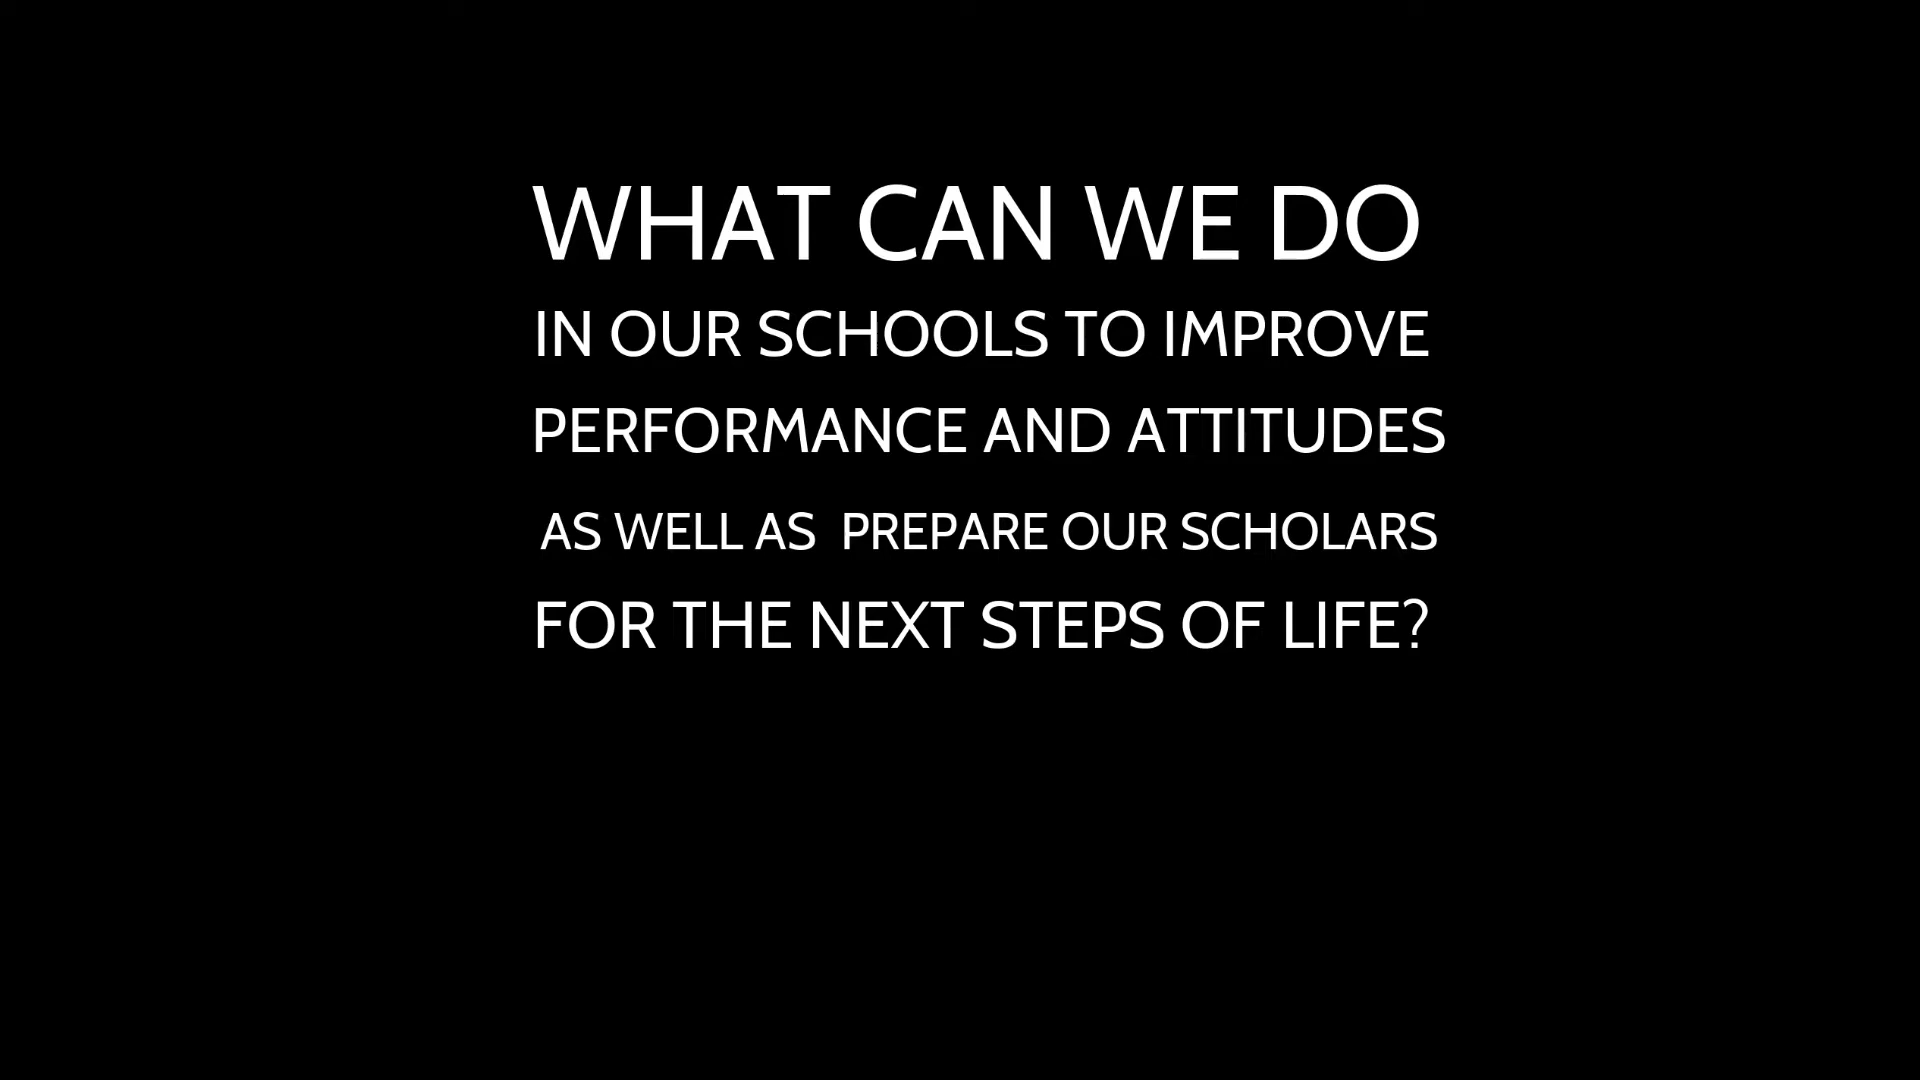 WHAT CAN WE DO
IN OUR SCHOOLS TO IMPROVE
PERFORMANCE AND ATTITUDES
AS WELL AS  PREPARE OUR SCHOLARS
FOR THE NEXT STEPS OF LIFE?